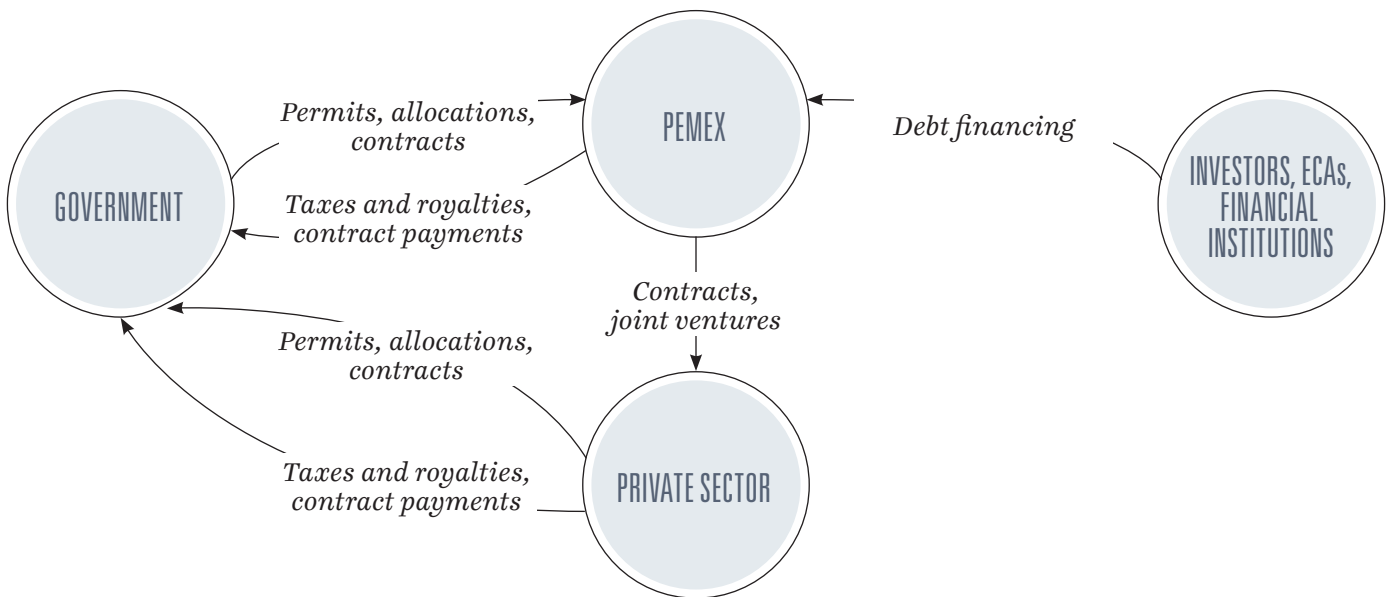 GOVERNMENT
Permits, allocations,
contracts
Taxes and royalties,
contract payments
PEMEX
Debt financing
INVESTORS, ECAs,
FINANCIAL
INSTITUTIONS
Contracts,
joint ventures
Permits, allocations,
contracts
Taxes and royalties,
contract payments
PRIVATE SECTOR